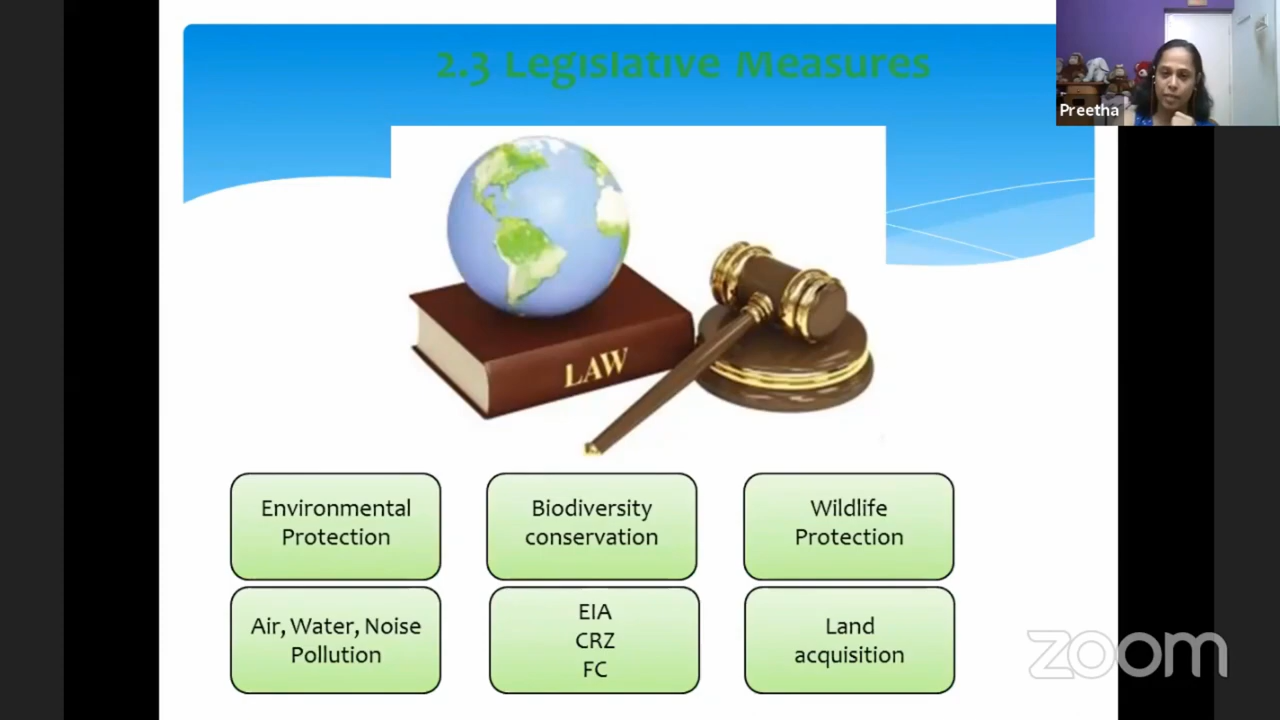 2.3 Legislative Measures
Preetha
LAW
Environmental
Protection
Biodiversity
conservation
Wildlife
Protection
Air, Water, Noise
Pollution
EIA
CRZ
FC
Land
acquisition
zoom